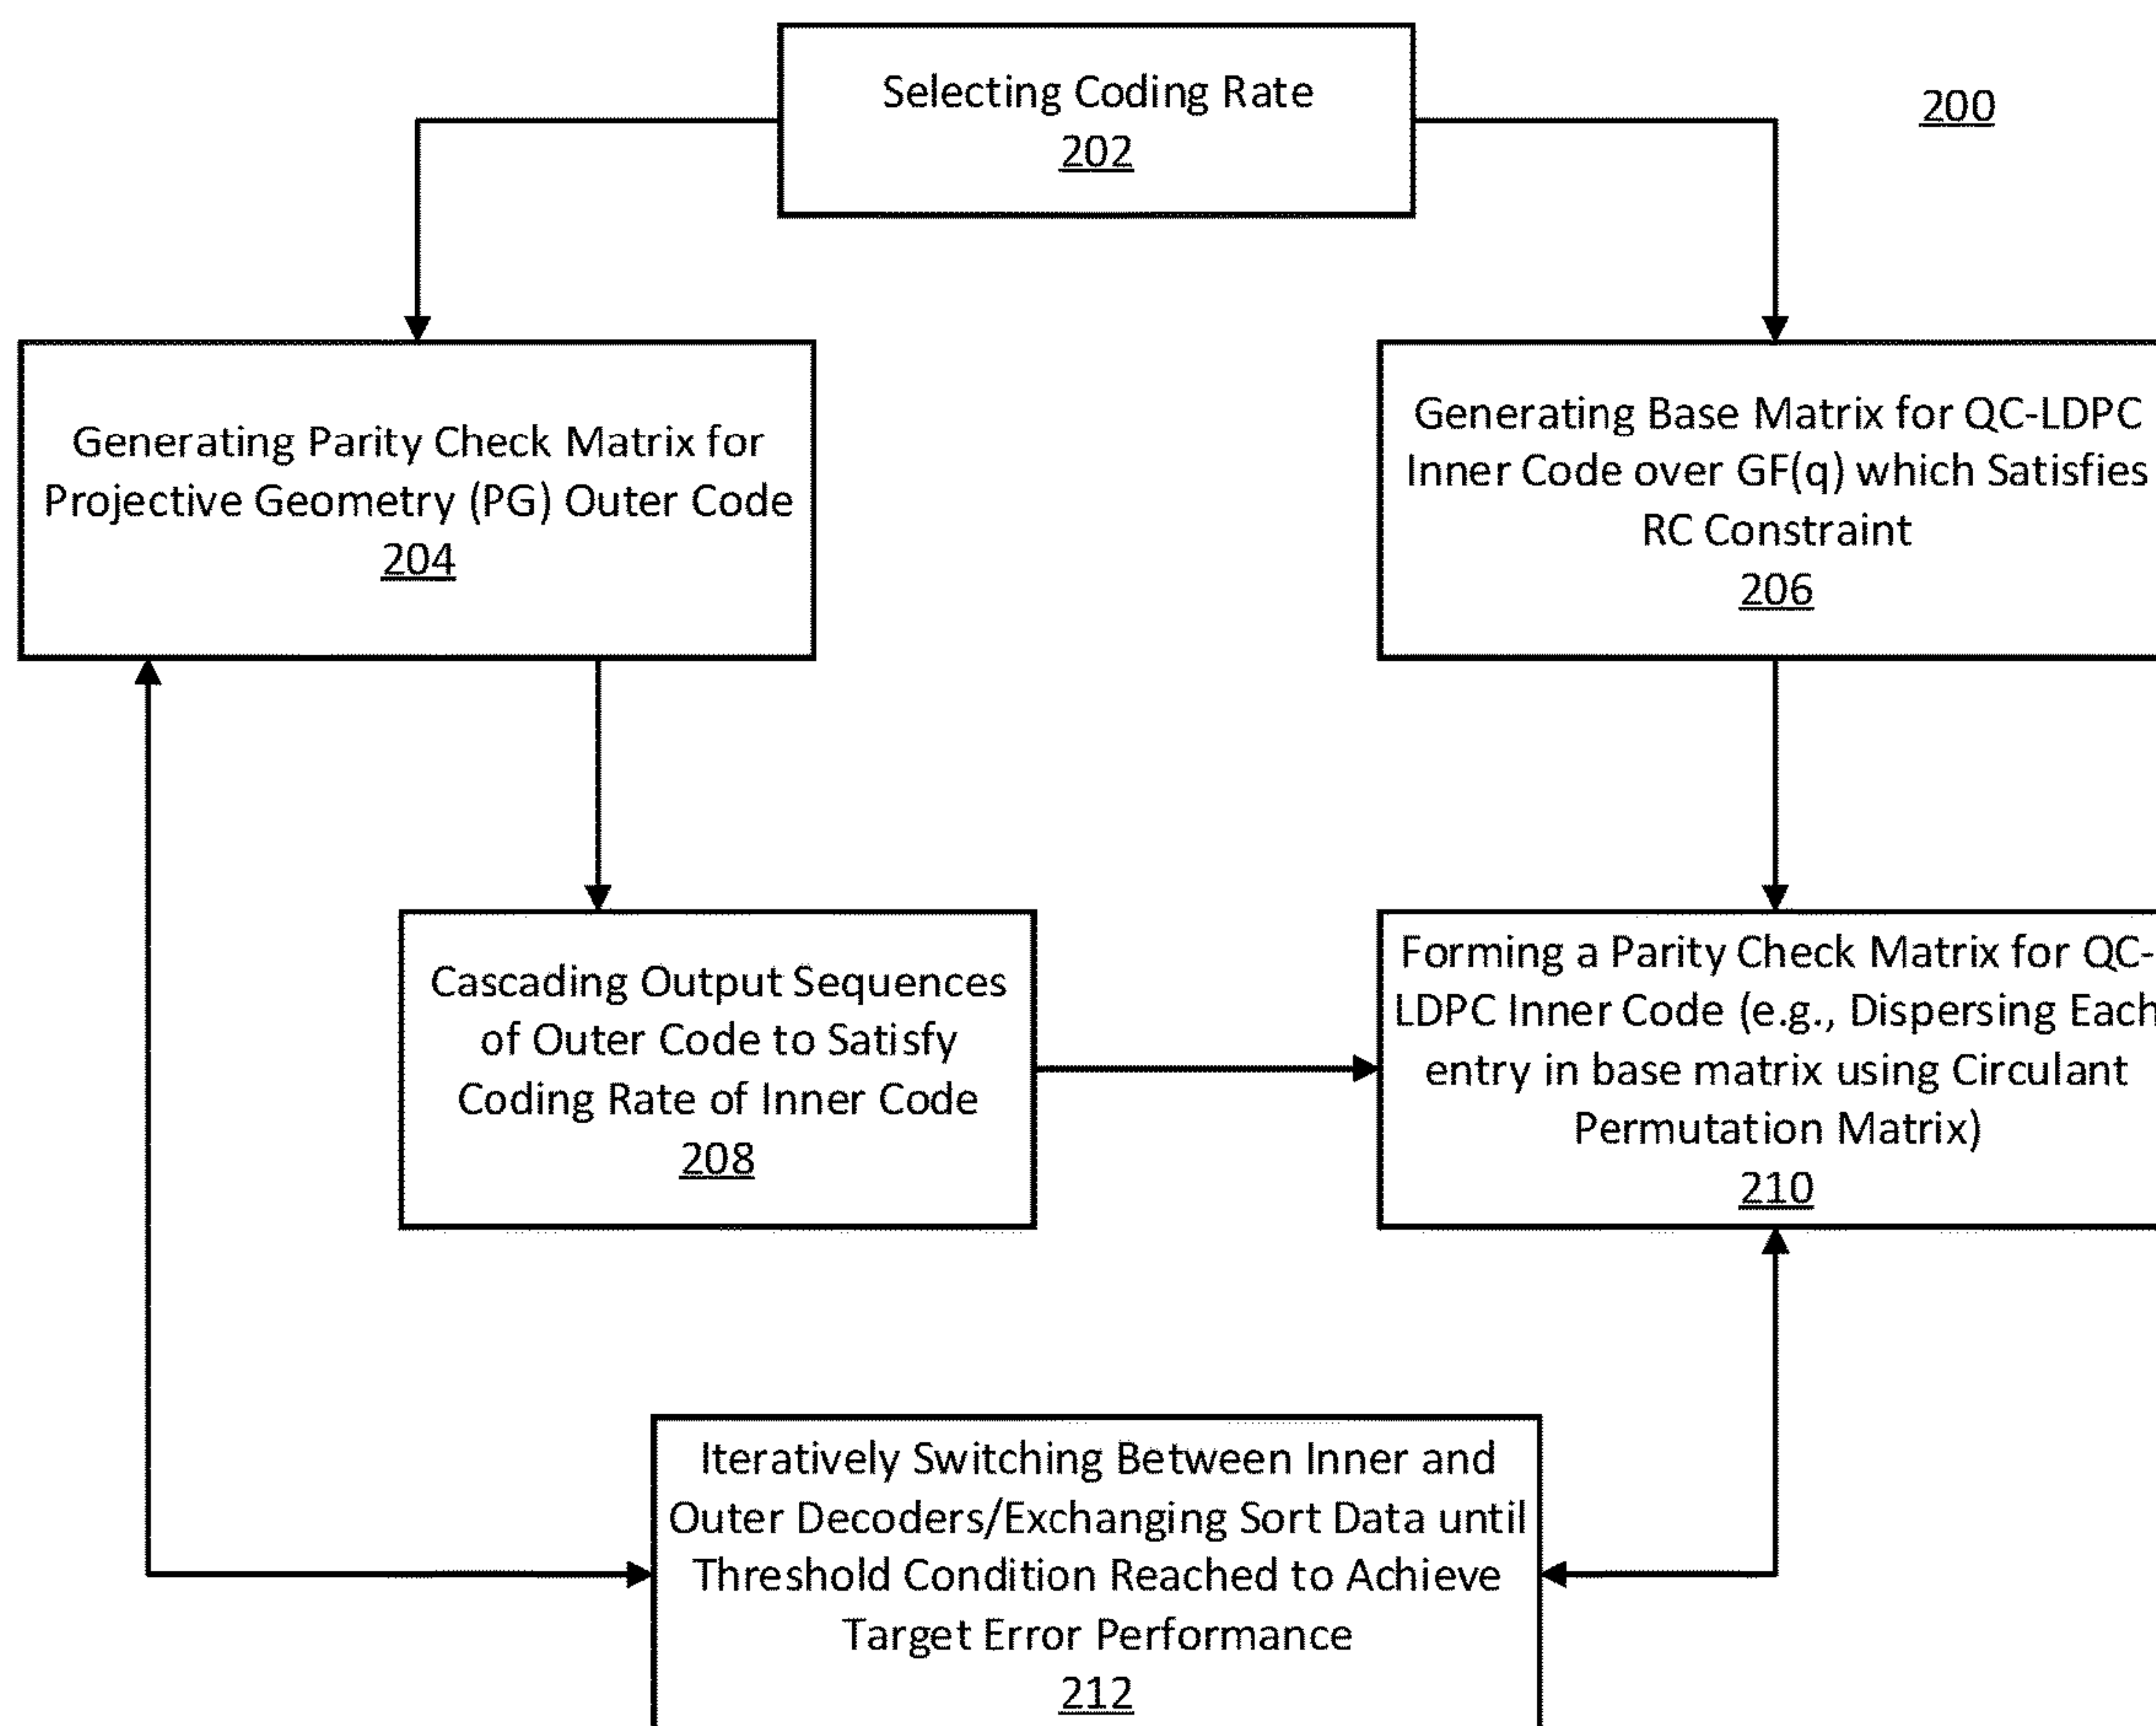 Selecting Coding Rate
202
200
Generating Parity Check Matrix for
Projective Geometry (PG) Outer Code
204
Generating Base Matrix for QC-LDPC
Inner Code over GF(q) which Satisfies
RC Constraint
206
Cascading Output Sequences
of Outer Code to Satisfy
Coding Rate of Inner Code
208
Forming a Parity Check Matrix for QC-
LDPC Inner Code (e.g., Dispersing Each
entry in base matrix using Circulant
Permutation Matrix)
210
Iteratively Switching Between Inner and
Outer Decoders/Exchanging Sort Data until
Threshold Condition Reached to Achieve
Target Error Performance
212